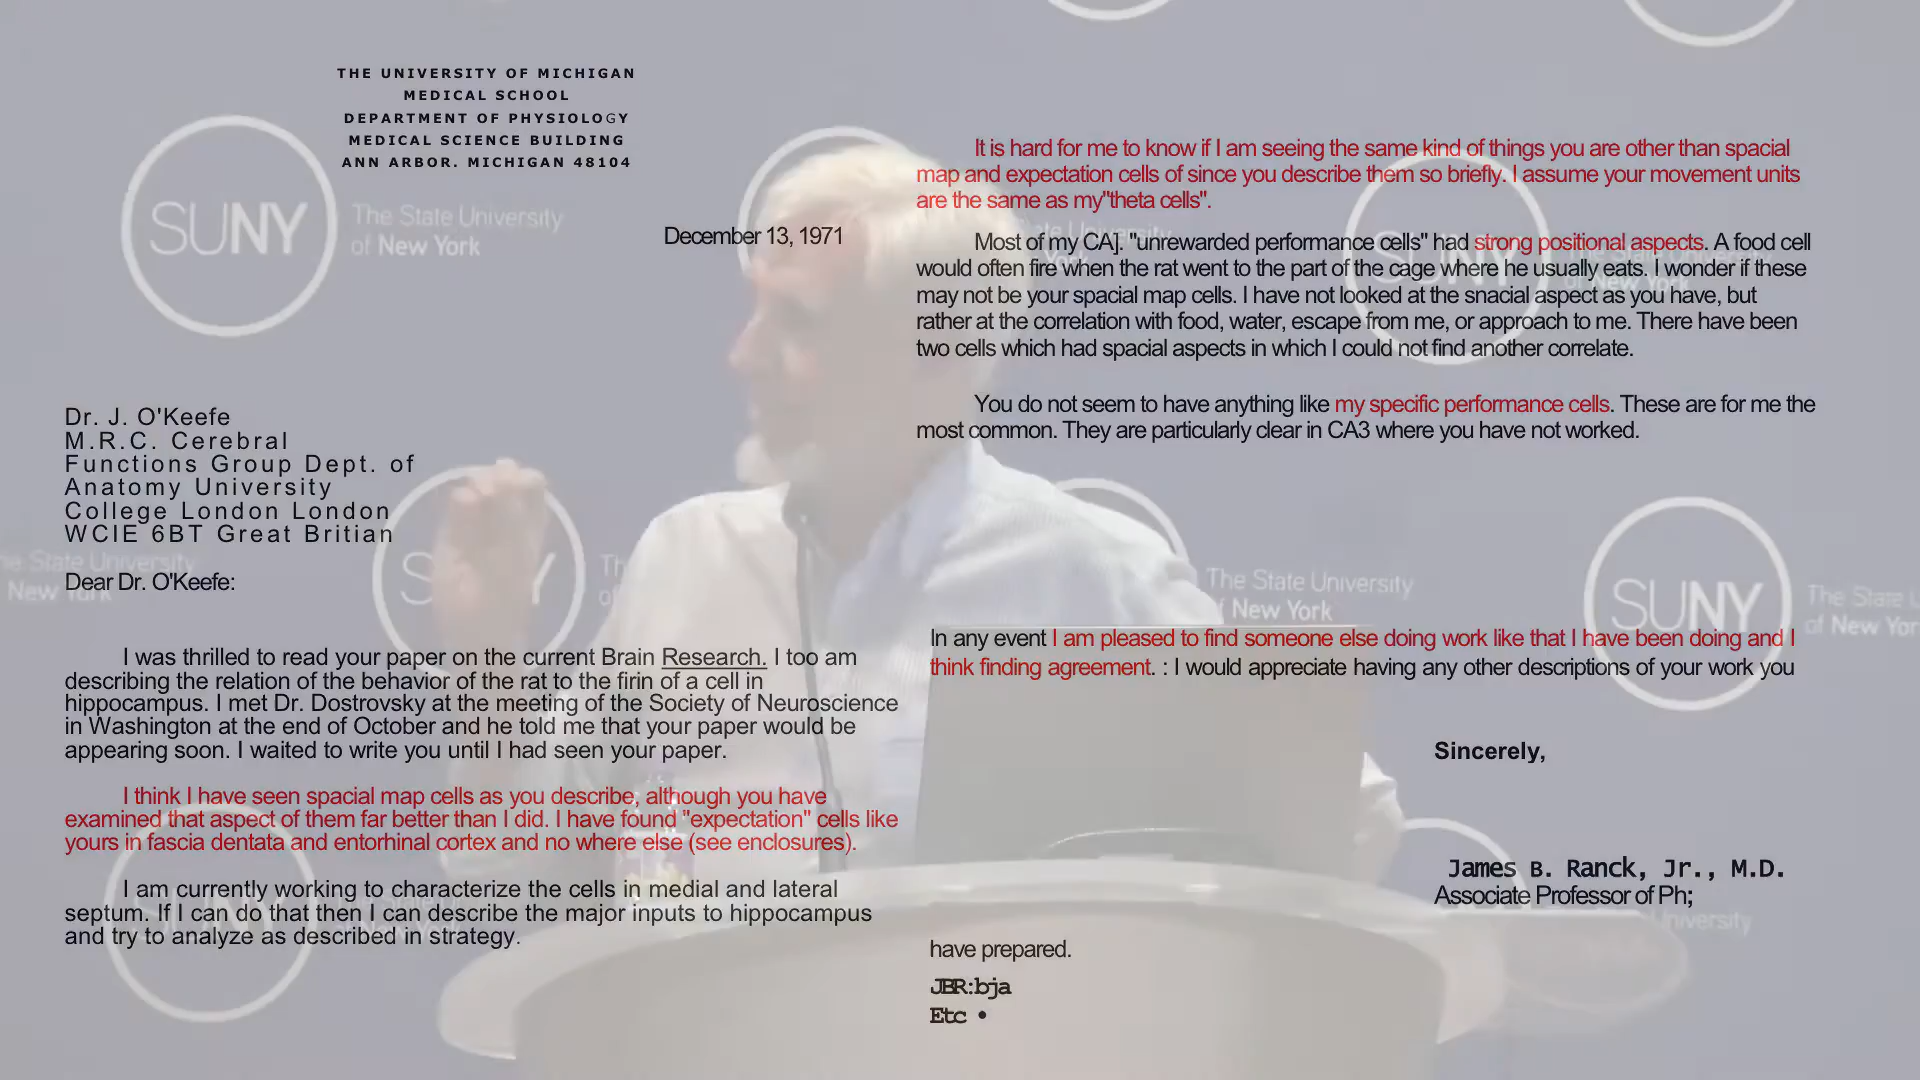 THE UNIVERSITY OF MICHIGAN
MEDICAL SCHOOL
DEPARTMENT OF PHYSIOLOGY
MEDICAL SCIENCE BUILDING
ANN ARBOR. MICHIGAN 48104
December 13, 1971
Dr. J. O'Keefe
M.R.C. Cerebral
Functions Group Dept. of
Anatomy University
College London London
WCIE 6BT Great Britian
Dear Dr. O'Keefe:
I was thrilled to read your paper on the current Brain Research. I too am
describing the relation of the behavior of the rat to the firin of a cell in
hippocampus. I met Dr. Dostrovsky at the meeting of the Society of Neuroscience
in Washington at the end of October and he told me that your paper would be
appearing soon. I waited to write you until I had seen your paper.
I think I have seen spacial map cells as you describe, although you have
examined that aspect of them far better than I did. I have found "expectation" cells like
yours in fascia dentata and entorhinal cortex and no where else (see enclosures).
I am currently working to characterize the cells in medial and lateral
septum. If I can do that then I can describe the major inputs to hippocampus
and try to analyze as described in strategy.
It is hard for me to know if I am seeing the same kind of things you are other than spacial
map and expectation cells of since you describe them so briefly. I assume your movement units
are the same as my"theta cells".
Most of my CA]. "unrewarded performance cells" had strong positional aspects. A food cell
would often fire when the rat went to the part of the cage where he usually eats. I wonder if these
may not be your spacial map cells. I have not looked at the snacial aspect as you have, but
rather at the correlation with food, water, escape from me, or approach to me. There have been
two cells which had spacial aspects in which I could not find another correlate.
You do not seem to have anything like my specific performance cells. These are for me the
most common. They are particularly clear in CA3 where you have not worked.
In any event I am pleased to find someone else doing work like that I have been doing and I
think finding agreement. : I would appreciate having any other descriptions of your work you
Sincerely,
James B. Ranck, Jr., M.D.
Associate Professor of Ph;
have prepared.
JBR:bja
Etc •
SUNY
The State University
of New York
The State University
New York
SUNY
The State University
of New York
SUNY
The State U
of New Yor